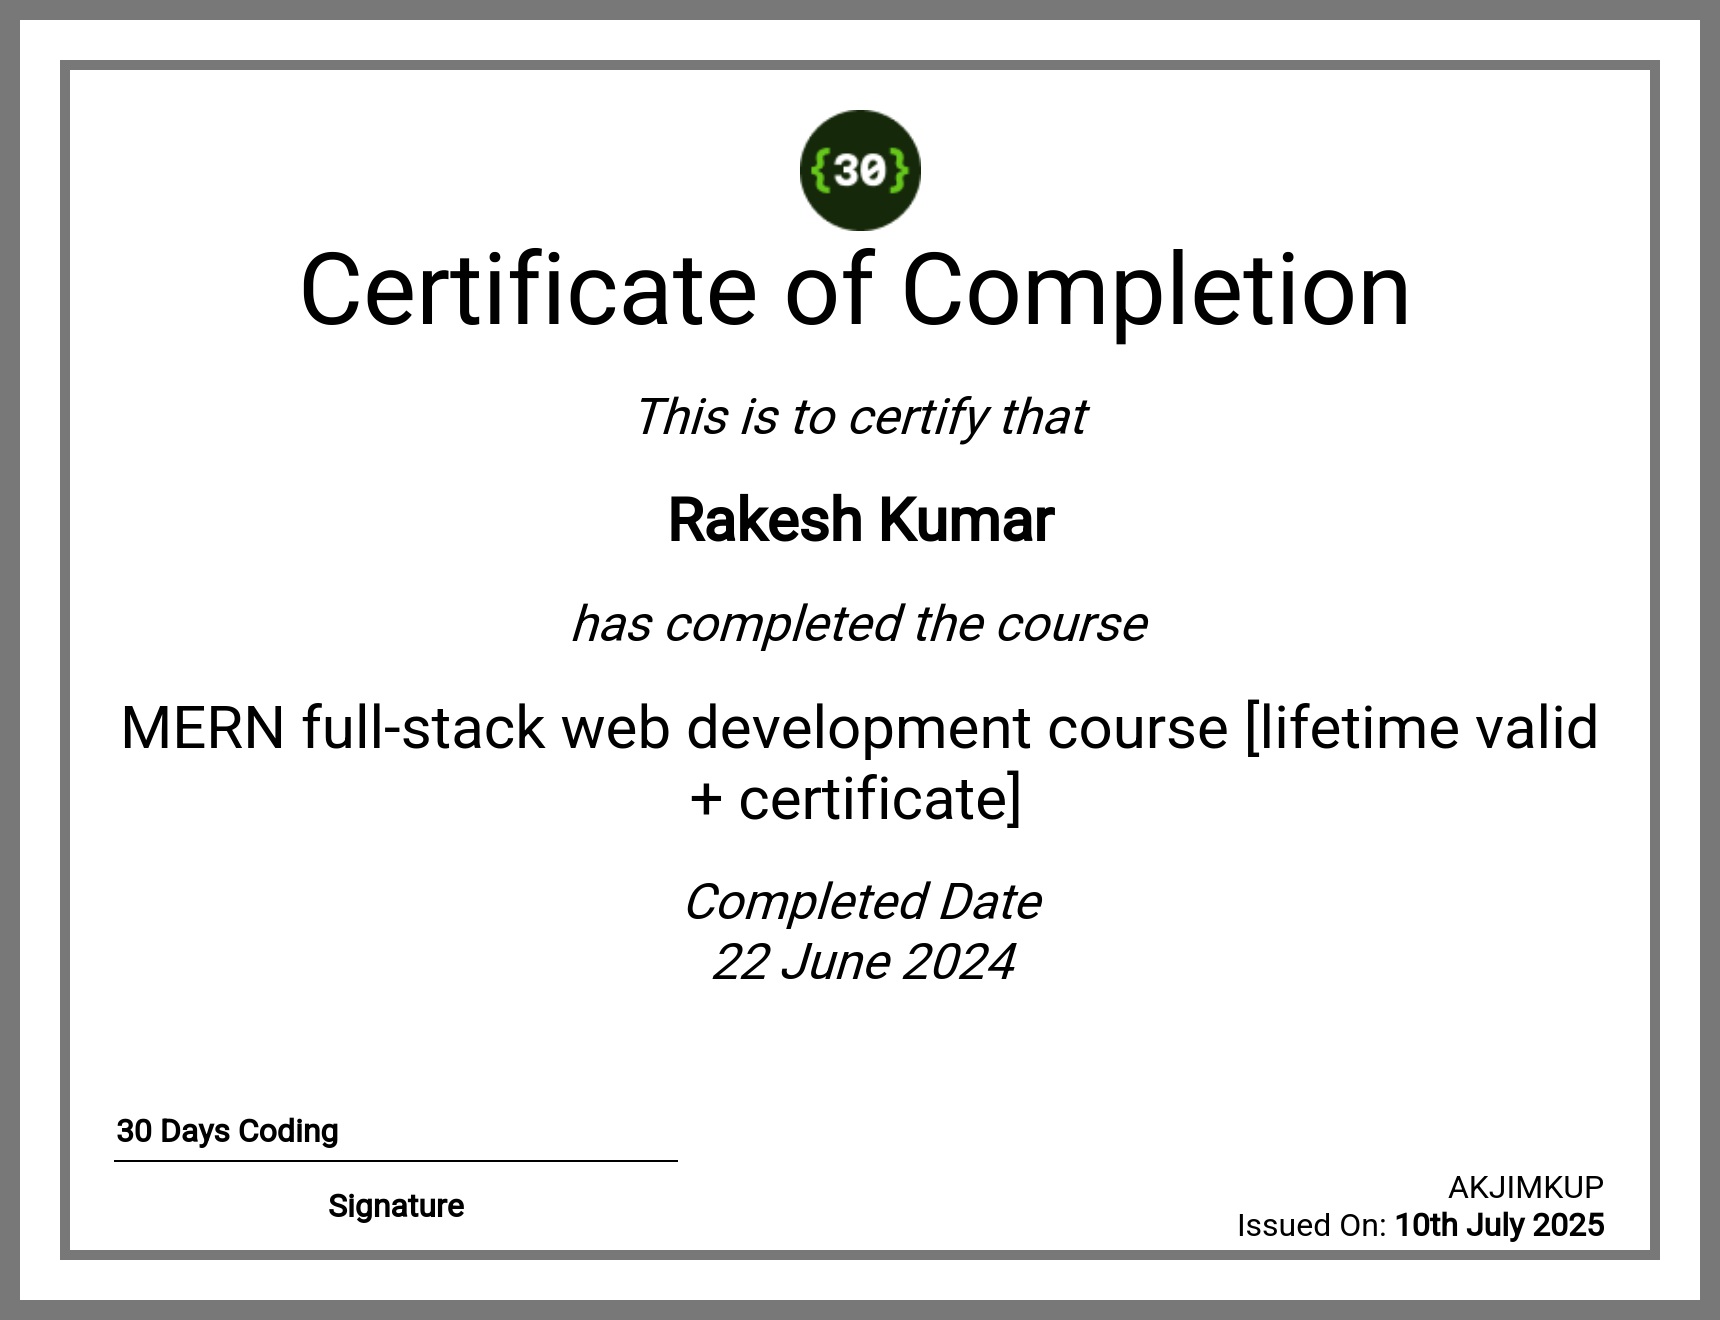 {30}
Certificate of Completion
This is to certify that
Rakesh Kumar
has completed the course
MERN full-stack web development course [lifetime valid
+ certificate]
Completed Date
22 June 2024
30 Days Coding
Signature
AKJIMKUP
Issued On: 10th July 2025